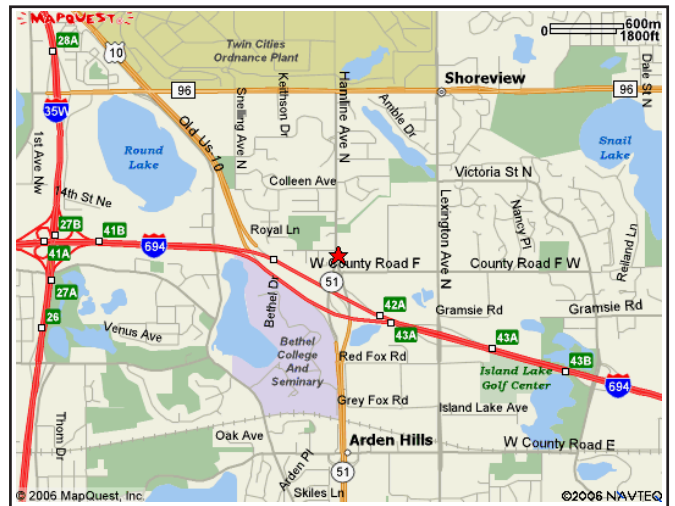 MAPQUEST
28A
10
Twin Cities
Ordnance Plant
600m
0
1800ft
96
Shoreview
96
Dale St N
35W
Old Us-10
Snelling Ave N
Keithson Dr
Hamline Ave N
Amble Dr
1st Ave Nw
Round
Lake
Snail
Lake
Colleen Ave
Victoria St N
14th St Ne
Lexington Ave N
Nancy Pl
Reiland Ln
27B
41B
694
Royal Ln
41A
W County Road F
County Road F W
27A
51
Bethel Dr
26
Venus Ave
42A
Gramsie Rd
Gramsie Rd
43A
43A
Bethel
College
And
Seminary
Red Fox Rd
43B
Island Lake
Golf Center
694
Grey Fox Rd
Island Lake Ave
Thom Dr
Oak Ave
Arden Hills
W County Road E
Arden Pl
51
Skiles Ln
© 2006 MapQuest, Inc.
©2006 NAVTEQ